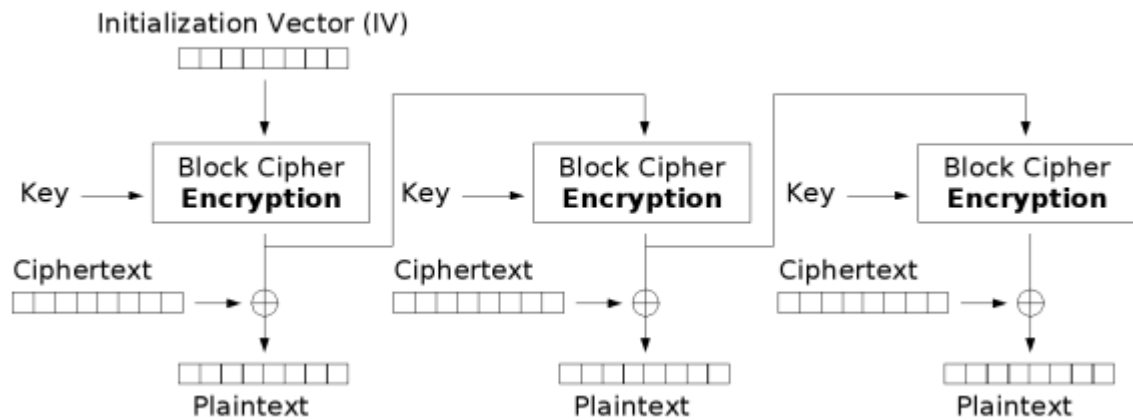 Initialization Vector (IV)
Block Cipher
Encryption
Key
Block Cipher
Encryption
Key
Block Cipher
Encryption
Key
Ciphertext
Ciphertext
Ciphertext
Plaintext
Plaintext
Plaintext